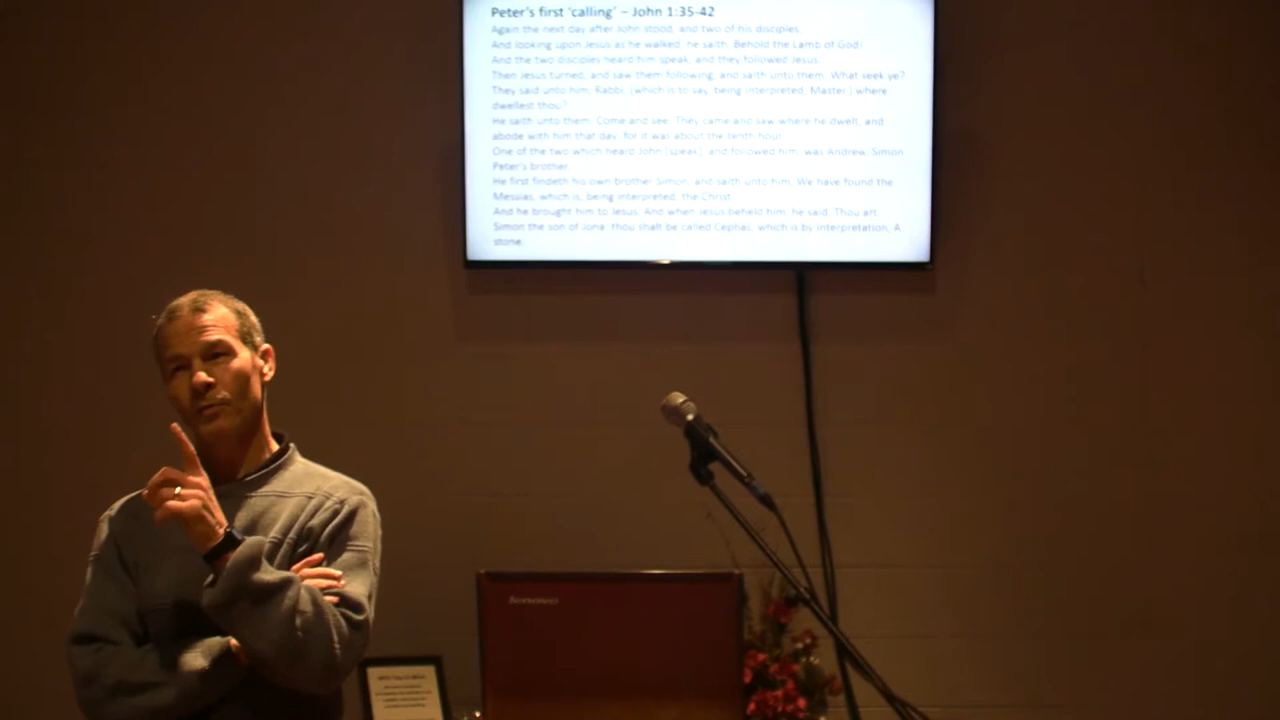 Peter's first 'calling' – John 1:35-42
Again the next day after John stood, and two of his disciples;
And looking upon Jesus as he walked, he saith, Behold the Lamb of God!
And the two disciples heard him speak, and they followed Jesus.
Then Jesus turned, and saw them following, and saith unto them, What seek ye?
They said unto him, Rabbi, (which is to say, being interpreted, Master,) where
dwellest thou?
He saith unto them, Come and see. They came and saw where he dwelt, and
abode with him that day: for it was about the tenth hour.
One of the two which heard John [speak], and followed him, was Andrew, Simon
Peter's brother.
He first findeth his own brother Simon, and saith unto him, We have found the
Messias, which is, being interpreted, the Christ.
And he brought him to Jesus. And when Jesus beheld him, he said, Thou art
Simon the son of Jona: thou shalt be called Cephas, which is by interpretation, A
stone.
lenovo